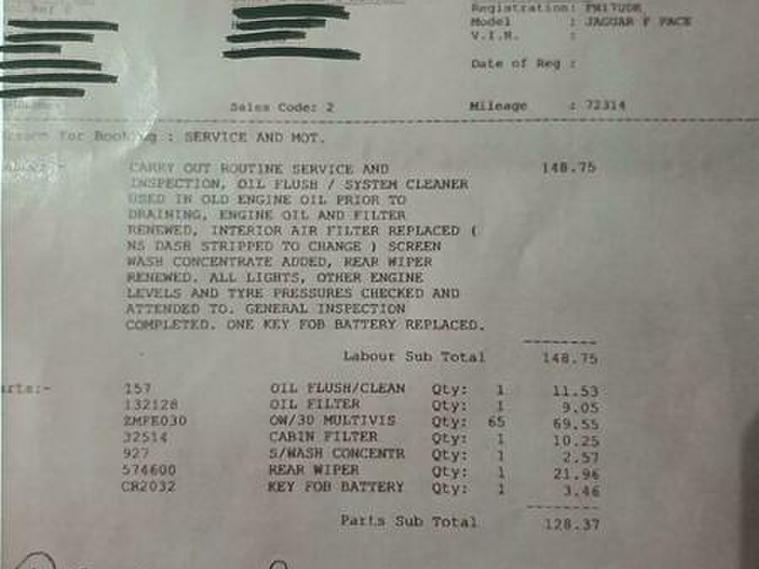 Registration: FN17UDK
Model : JAGUAR F PACE
V.I.N. :
Date of Reg :
Sales Code: 2 Mileage : 72314
for Booking : SERVICE AND MOT.
CARRY OUT ROUTINE SERVICE AND 148.75
INSPECTION, OIL FLUSH / SYSTEM CLEANER
USED IN OLD ENGINE OIL PRIOR TO
DRAINING, ENGINE OIL AND FILTER
RENEWED, INTERIOR AIR FILTER REPLACED (
NS DASH STRIPPED TO CHANGE ) SCREEN
WASH CONCENTRATE ADDED, REAR WIPER
RENEWED. ALL LIGHTS, OTHER ENGINE
LEVELS AND TYRE PRESSURES CHECKED AND
ATTENDED TO. GENERAL INSPECTION
COMPLETED. ONE KEY FOB BATTERY REPLACED.
Labour Sub Total 148.75
rts:- 157 OIL FLUSH/CLEAN Qty: 1 11.53
132128 OIL FILTER Qty: 1 9.05
ZMFE030 OW/30 MULTIVIS Qty: 65 69.55
32514 CABIN FILTER Qty: 1 10.25
927 S/WASH CONCENTR Qty: 1 2.57
574600 REAR WIPER Qty: 1 21.96
CR2032 KEY FOB BATTERY Qty: 1 3.46
Parts Sub Total 128.37